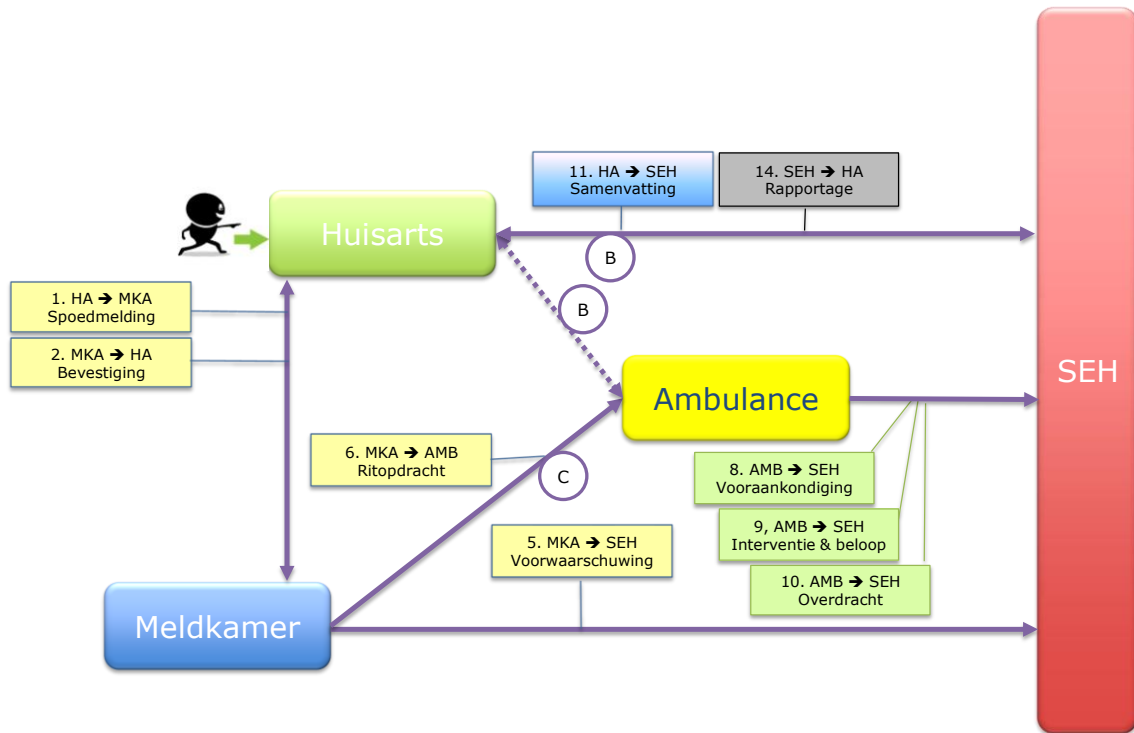 11. HA ➔ SEH
Samenvatting
14. SEH ➔ HA
Rapportage
Huisarts
B
1. HA ➔ MKA
Spoedmelding
B
2. MKA ➔ HA
Bevestiging
SEH
Ambulance
6. MKA ➔ AMB
Ritopdracht
C
8. AMB ➔ SEH
Vooraankondiging
9, AMB ➔ SEH
Interventie & beloop
5. MKA ➔ SEH
Voorwaarschuwing
10. AMB ➔ SEH
Overdracht
Meldkamer